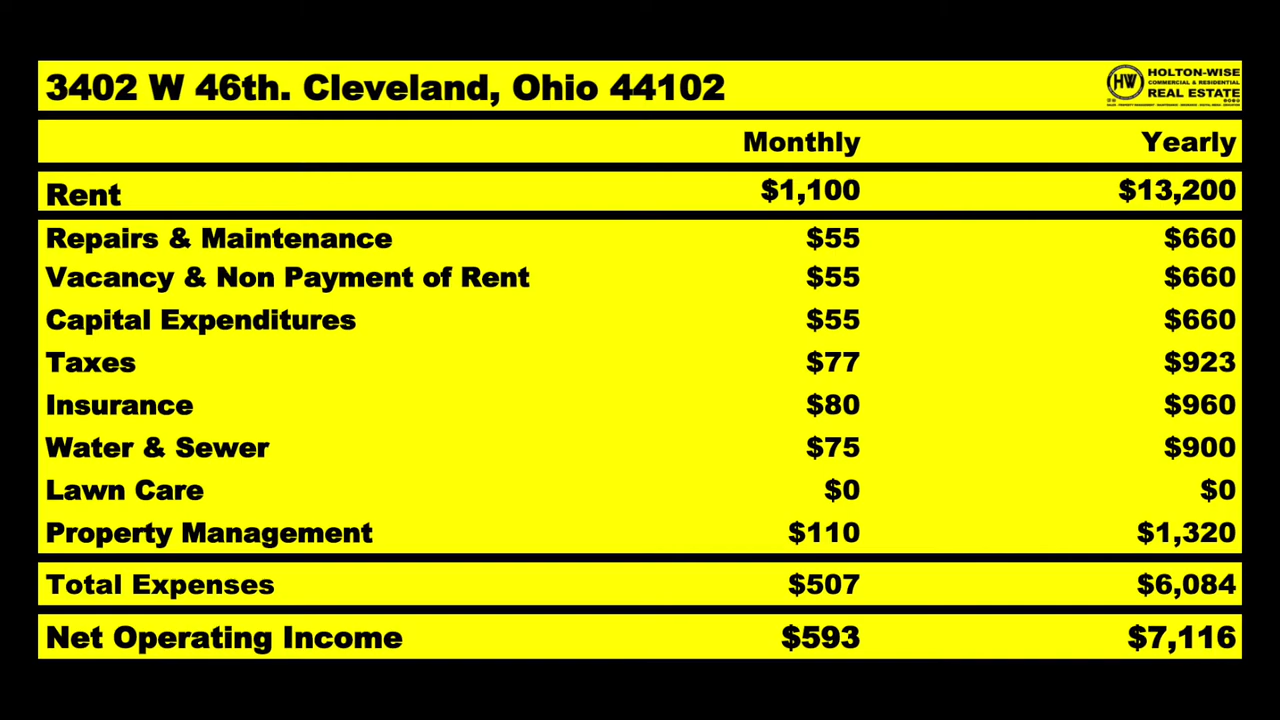 3402 W 46th. Cleveland, Ohio 44102
HW
HOLTON-WISE
COMMERCIAL & RESIDENTIAL
REAL ESTATE
Monthly Yearly
Rent $1,100 $13,200
Repairs & Maintenance $55 $660
Vacancy & Non Payment of Rent $55 $660
Capital Expenditures $55 $660
Taxes $77 $923
Insurance $80 $960
Water & Sewer $75 $900
Lawn Care $0 $0
Property Management $110 $1,320
Total Expenses $507 $6,084
Net Operating Income $593 $7,116